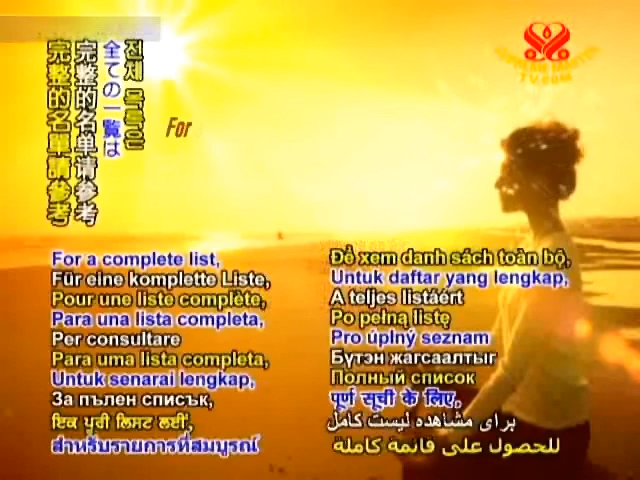 SUPREME MASTER
TV.COM
전체 목록은
全ての一覧は
完整的名单请参考
完整的名單請參考
For
For a complete list,
Für eine komplette Liste,
Pour une liste complète,
Para una lista completa,
Per consultare
Para uma lista completa,
Untuk senarai lengkap,
За пълен списък,
ਇਕ ਪੂਰੀ ਲਿਸਟ ਲਈਂ,
สำหรับรายการที่สมบูรณ์
Để xem danh sách toàn bộ,
Untuk daftar yang lengkap,
A teljes listáért
Po pełną listę
Pro úplný seznam
Бүтэн жагсаалтыг
Полный список
पूर्ण सूची के लिए,
برای مشاهده لیست کامل
للحصول على قائمة كاملة